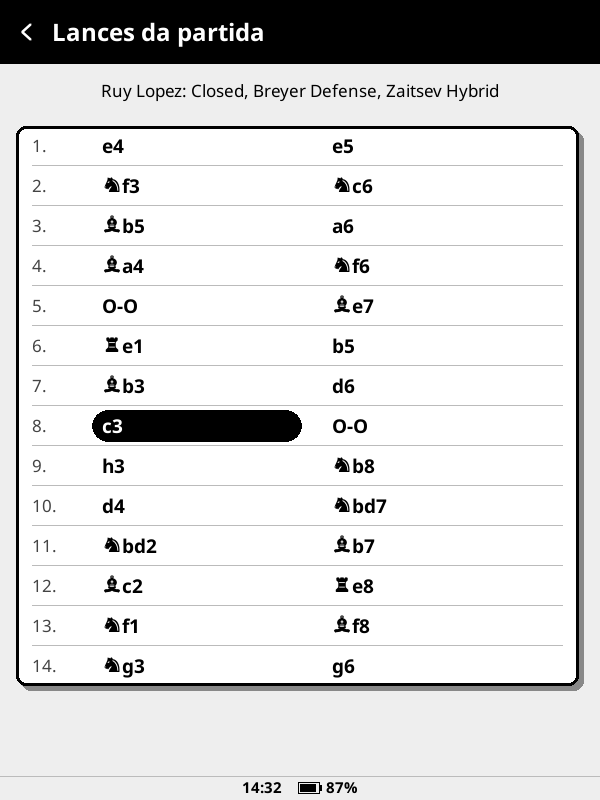 Lances da partida
Ruy Lopez: Closed, Breyer Defense, Zaitsev Hybrid
1. e4 e5
2. ♞f3 ♞c6
3. ♝b5 a6
4. ♝a4 ♞f6
5. O-O ♝e7
6. ♜e1 b5
7. ♝b3 d6
8. c3 O-O
9. h3 ♞b8
10. d4 ♞bd7
11. ♞bd2 ♝b7
12. ♝c2 ♜e8
13. ♞f1 ♝f8
14. ♞g3 g6
14:32 87%